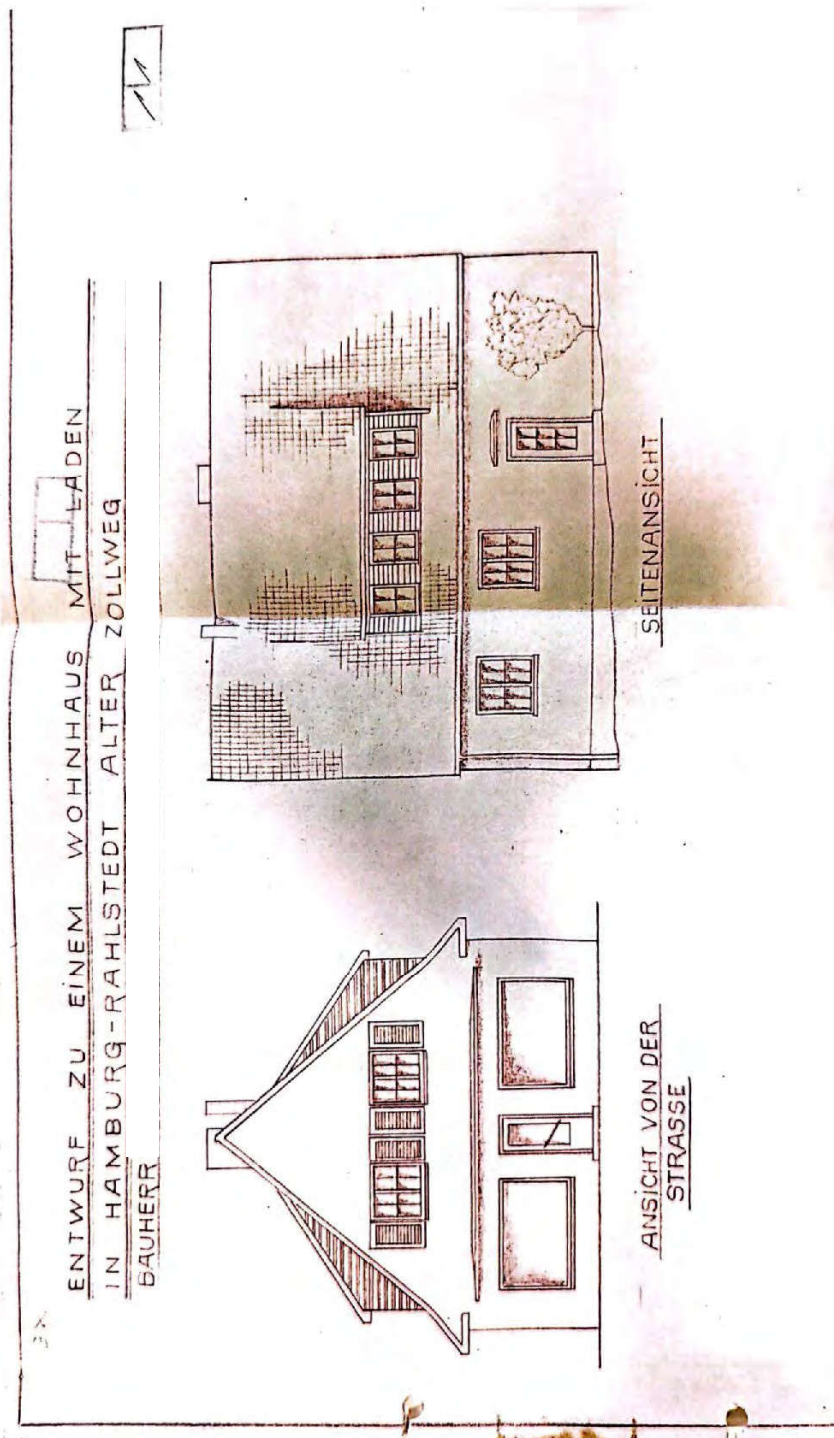 ENTWURF ZU EINEM WOHNHAUS MIT LADEN
IN HAMBURG-RAHLSTEDT ALTER ZOLLWEG
BAUHERR
ANSICHT VON DER
STRASSE
SEITENANSICHT